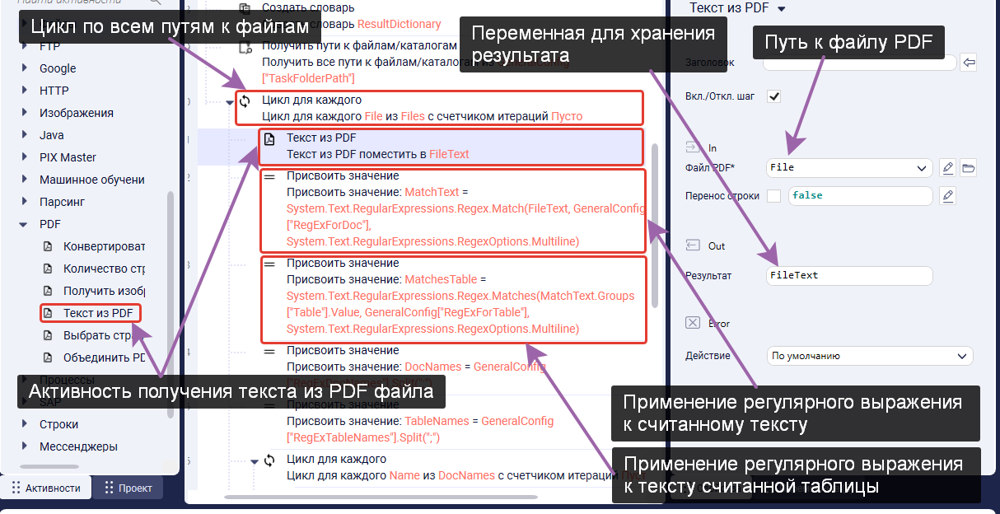 Найти активности
Цикл по всем путям к файлам
FTP
Google
HTTP
Изображения
Java
PIX Master
Машинное обучени
Парсинг
PDF
Конвертироват
Количество стр
Получить изоб
Текст из PDF
Выбрать стра
Объединить PD
Процессы
SAP
Активность получения текста из PDF файла
Строки
Мессенджеры
Активности
Проект
Создать словарь
словарь ResultDictionary
Получить пути к файлам/каталогам
Получить все пути к файлам/каталогам из GeneralConfig
["TaskFolderPath"]
Цикл для каждого
Цикл для каждого File из Files с счетчиком итераций Пусто
Текст из PDF
Текст из PDF поместить в FileText
Присвоить значение
Присвоить значение: MatchText =
System.Text.RegularExpressions.Regex.Match(FileText, GeneralConfig
["RegExForDoc"],
System.Text.RegularExpressions.RegexOptions.Multiline)
Присвоить значение
Присвоить значение: MatchesTable =
System.Text.RegularExpressions.Regex.Matches(MatchText.Groups
["Table"].Value, GeneralConfig["RegExForTable"],
System.Text.RegularExpressions.RegexOptions.Multiline)
Присвоить значение
Присвоить значение: DocNames = GeneralConfig
["RegExDocNames"].Split(";")
Присвоить значение
Присвоить значение: TableNames = GeneralConfig
["RegExTableNames"].Split(";")
Цикл для каждого
Цикл для каждого Name из DocNames с счетчиком итераций Пуст
Переменная для хранения
результата
Текст из PDF
Путь к файлу PDF
Заголовок
Вкл./Откл. шаг
In
Файл PDF*
File
Перенос строки
false
Out
Результат
FileText
Error
Действие
По умолчанию
Применение регулярного выражения
к считанному тексту
Применение регулярного выражения
к тексту считанной таблицы